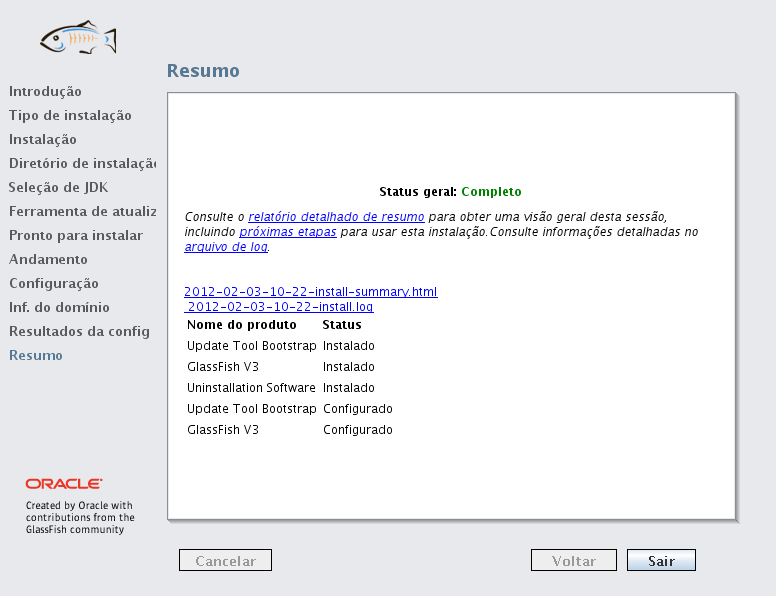 Resumo
Introdução
Tipo de instalação
Instalação
Diretório de instalaçã
Seleção de JDK
Ferramenta de atualiz
Pronto para instalar
Andamento
Configuração
Inf. do domínio
Resultados da config
Resumo
Status geral: Completo
Consulte o relatório detalhado de resumo para obter uma visão geral desta sessão,
incluindo próximas etapas para usar esta instalação. Consulte informações detalhadas no
arquivo de log.
2012-02-03-10-22-install-summary.html
2012-02-03-10-22-install.log
Nome do produto Status
Update Tool Bootstrap Instalado
GlassFish V3 Instalado
Uninstallation Software Instalado
Update Tool Bootstrap Configurado
GlassFish V3 Configurado
ORACLE
Created by Oracle with
contributions from the
GlassFish community
Cancelar Voltar Sair